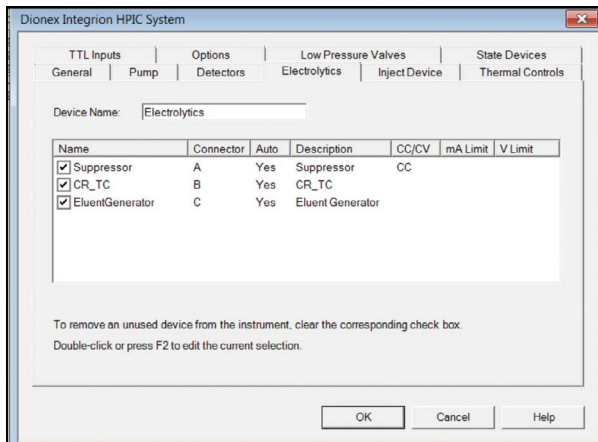 Dionex Integrion HPIC System
TTL Inputs Options Low Pressure Valves State Devices
General Pump Detectors Electrolytics Inject Device Thermal Controls
Device Name: Electrolytics
Name Connector Auto Description CC/CV mA Limit V Limit
Suppressor A Yes Suppressor CC
CR_TC B Yes CR_TC
EluentGenerator C Yes Eluent Generator
To remove an unused device from the instrument, clear the corresponding check box.
Double-click or press F2 to edit the current selection.
OK Cancel Help